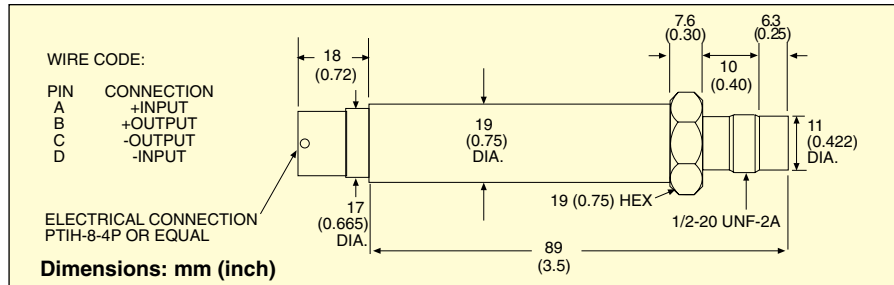 WIRE CODE:
PIN CONNECTION
A +INPUT
B +OUTPUT
C -OUTPUT
D -INPUT
ELECTRICAL CONNECTION
PTIH-8-4P OR EQUAL
Dimensions: mm (inch)
18
(0.72)
17
(0.665)
DIA.
19
(0.75)
DIA.
89
(3.5)
19 (0.75) HEX
7.6
(0.30)
10
(0.40)
6.3
(0.25)
11
(0.422)
DIA.
1/2-20 UNF-2A